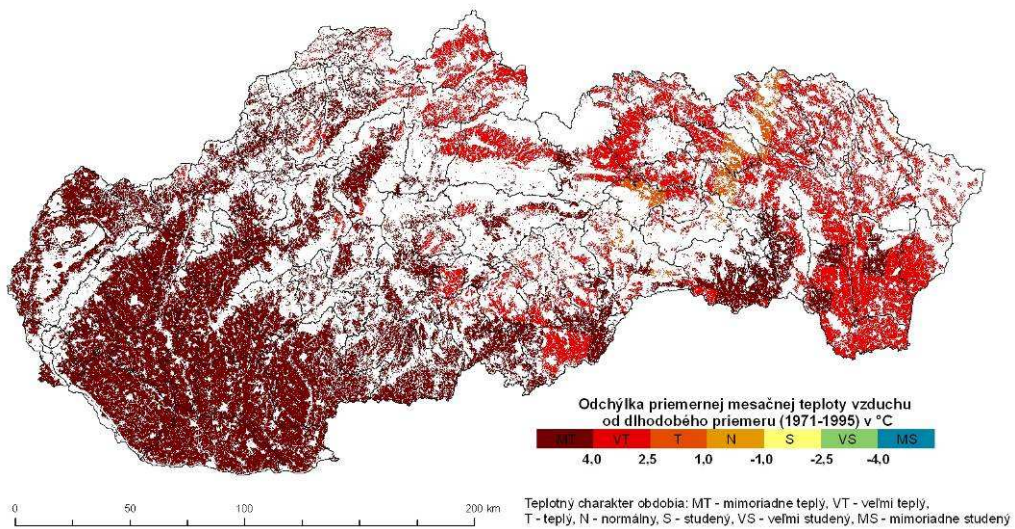 Odchýlka priemernej mesačnej teploty vzduchu
od dlhodobého priemeru (1971-1995) v °C
MT VT T N S VS MS
4,0 2,5 1,0 -1,0 -2,5 -4,0
0 50 100 200 km
Teplotný charakter obdobia: MT - mimoriadne teplý, VT - veľmi teplý,
T - teplý, N - normálny, S - studený, VS - veľmi studený, MS - mimoriadne studený